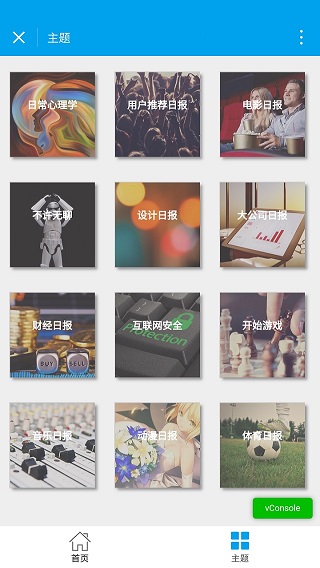 主题
日常心理学
用户推荐日报
电影日报
不许无聊
设计日报
大公司日报
财经日报
互联网安全
开始游戏
BUY
SELL
Protection
音乐日报
动漫日报
体育日报
vConsole
首页
主题